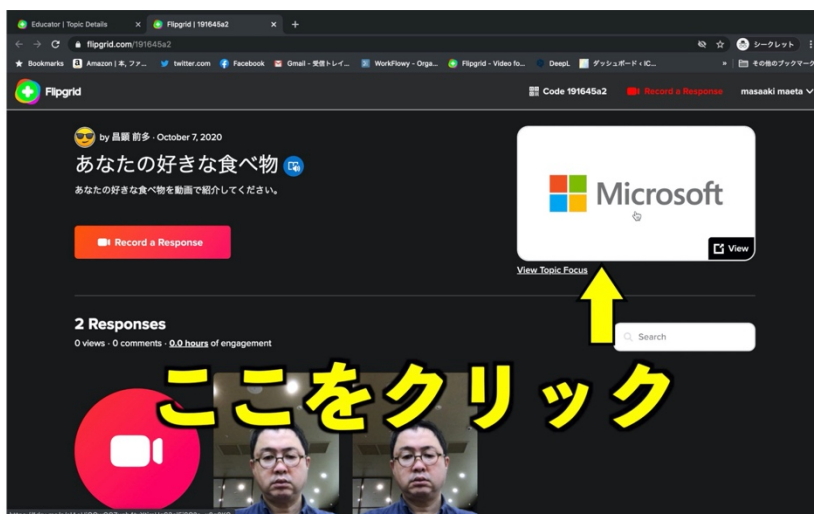 Educator | Topic Details
Flipgrid | 191645a2
flipgrid.com/191645a2
シークレット
Bookmarks
Amazon | 本, ファ...
twitter.com
Facebook
Gmail - 受信トレイ...
WorkFlowy - Orga...
Flipgrid - Video fo...
DeepL
ダッシュボード ‹ IC...
»
その他のブックマーク
Flipgrid
Code 191645a2
Record a Response
masaaki maeta
by 昌顕 前多 · October 7, 2020
あなたの好きな食べ物
あなたの好きな食べ物を動画で紹介してください。
Record a Response
Microsoft
View
View Topic Focus
2 Responses
0 views · 0 comments · 0.0 hours of engagement
Search
ここをクリック